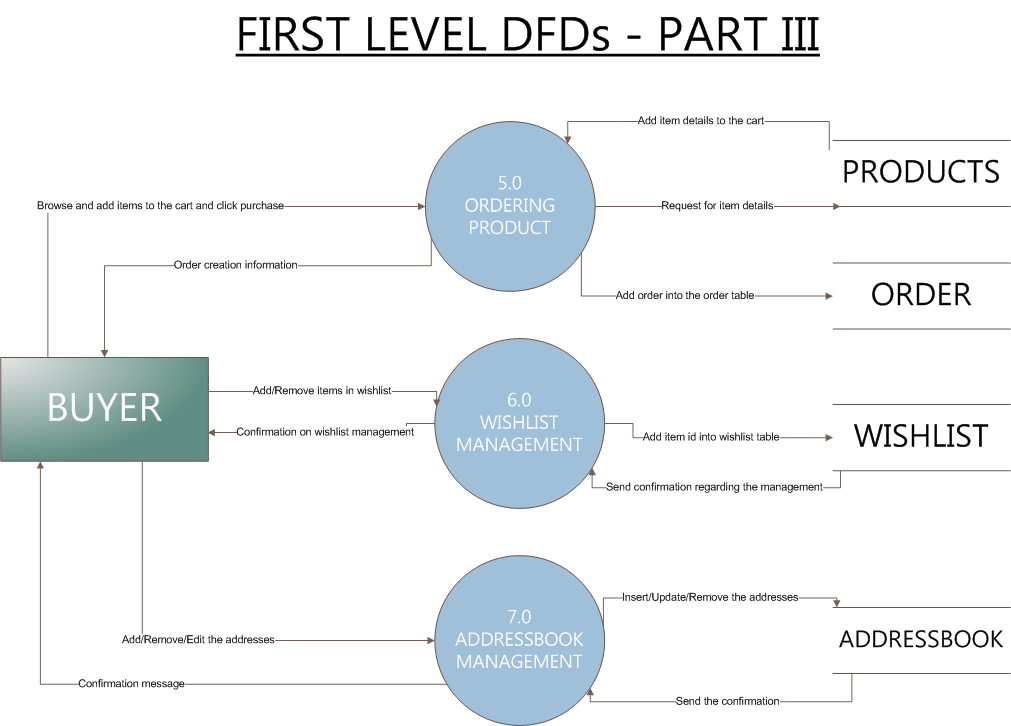 FIRST LEVEL DFDs - PART III
Add item details to the cart
PRODUCTS
5.0
ORDERING
PRODUCT
Browse and add items to the cart and click purchase
Request for item details
Order creation information
Add order into the order table
ORDER
BUYER
Add/Remove items in wishlist
6.0
WISHLIST
MANAGEMENT
Confirmation on wishlist management
Add item id into wishlist table
WISHLIST
Send confirmation regarding the management
Insert/Update/Remove the addresses
7.0
ADDRESSBOOK
MANAGEMENT
Add/Remove/Edit the addresses
ADDRESSBOOK
Confirmation message
Send the confirmation